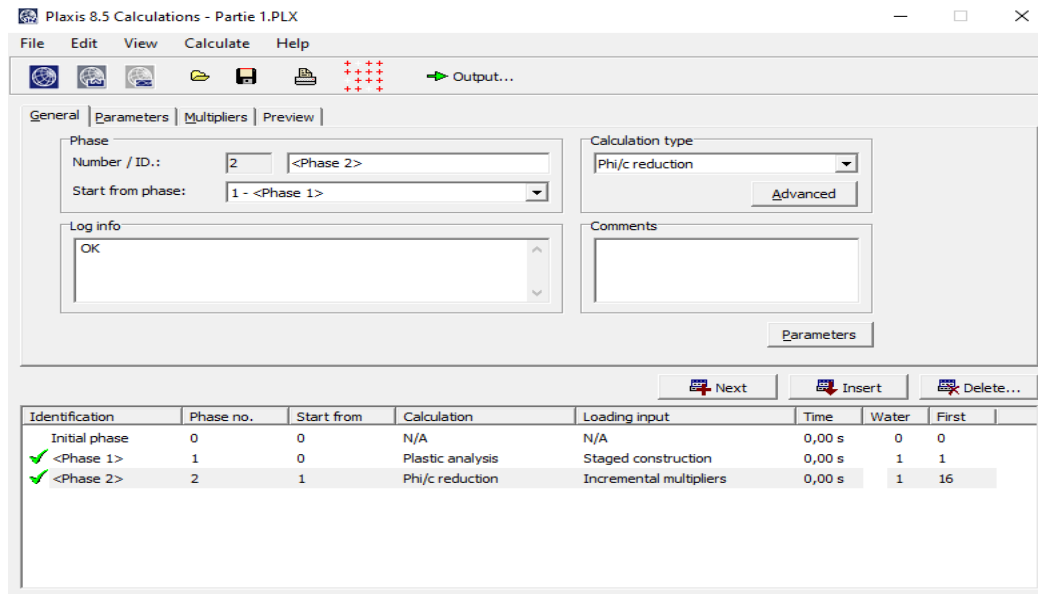 Plaxis 8.5 Calculations - Partie 1.PLX
File Edit View Calculate Help
Output...
General Parameters Multipliers Preview
Phase
Number / ID.: 2 <Phase 2>
Start from phase: 1 - <Phase 1>
Calculation type
Phi/c reduction
Advanced
Log info
OK
Comments
Parameters
Next Insert Delete...
Identification Phase no. Start from Calculation Loading input Time Water First
Initial phase 0 0 N/A N/A 0,00 s 0 0
<Phase 1> 1 0 Plastic analysis Staged construction 0,00 s 1 1
<Phase 2> 2 1 Phi/c reduction Incremental multipliers 0,00 s 1 16